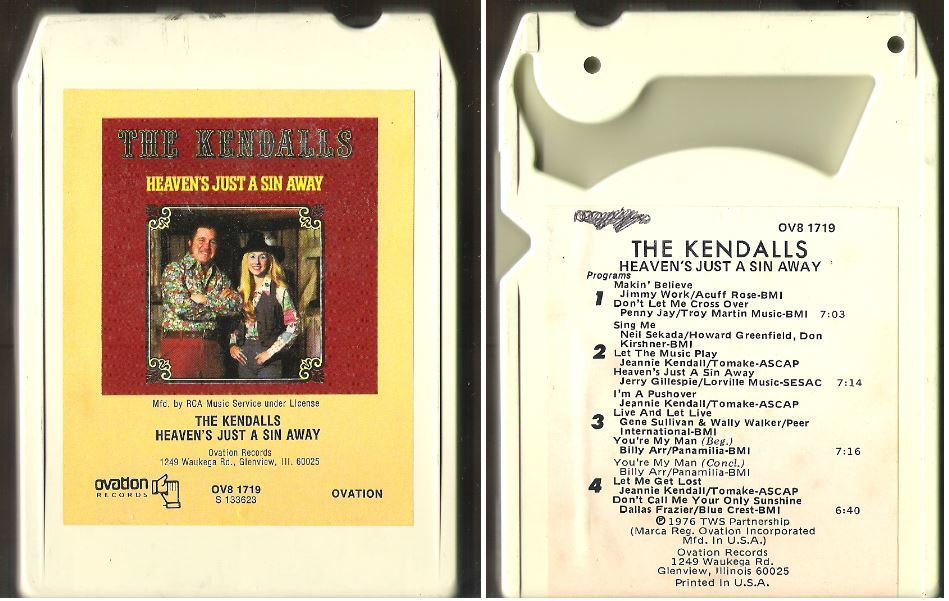 THE KENDALLS
HEAVEN'S JUST A SIN AWAY
Mfd. by RCA Music Service under License
THE KENDALLS
HEAVEN'S JUST A SIN AWAY
Ovation Records
1249 Waukega Rd., Glenview, Ill. 60025
ovation
RECORDS
OV8 1719
S 133623
OVATION
OV8 1719
THE KENDALLS
HEAVEN'S JUST A SIN AWAY
Programs
1
Makin' Believe
Jimmy Work/Acuff Rose-BMI
Don't Let Me Cross Over
Penny Jay/Troy Martin Music-BMI 7:03
2
Sing Me
Neil Sekada/Howard Greenfield, Don
Kirshner-BMI
Let The Music Play
Jeannie Kendall/Tomake-ASCAP
Heaven's Just A Sin Away
Jerry Gillespie/Lorville Music-SESAC 7:14
3
I'm A Pushover
Jeannie Kendall/Tomake-ASCAP
Live And Let Live
Gene Sullivan & Wally Walker/Peer
International-BMI
You're My Man (Beg.)
Billy Arr/Panamilia-BMI 7:16
4
You're My Man (Concl.)
Billy Arr/Panamilia-BMI
Let Me Get Lost
Jeannie Kendall/Tomake-ASCAP
Don't Call Me Your Only Sunshine
Dallas Frazier/Blue Crest-BMI 6:40
Ⓟ 1976 TWS Partnership
(Marca Reg. Ovation Incorporated
Mfd. In U.S.A.)
Ovation Records
1249 Waukega Rd.
Glenview, Illinois 60025
Printed In U.S.A.